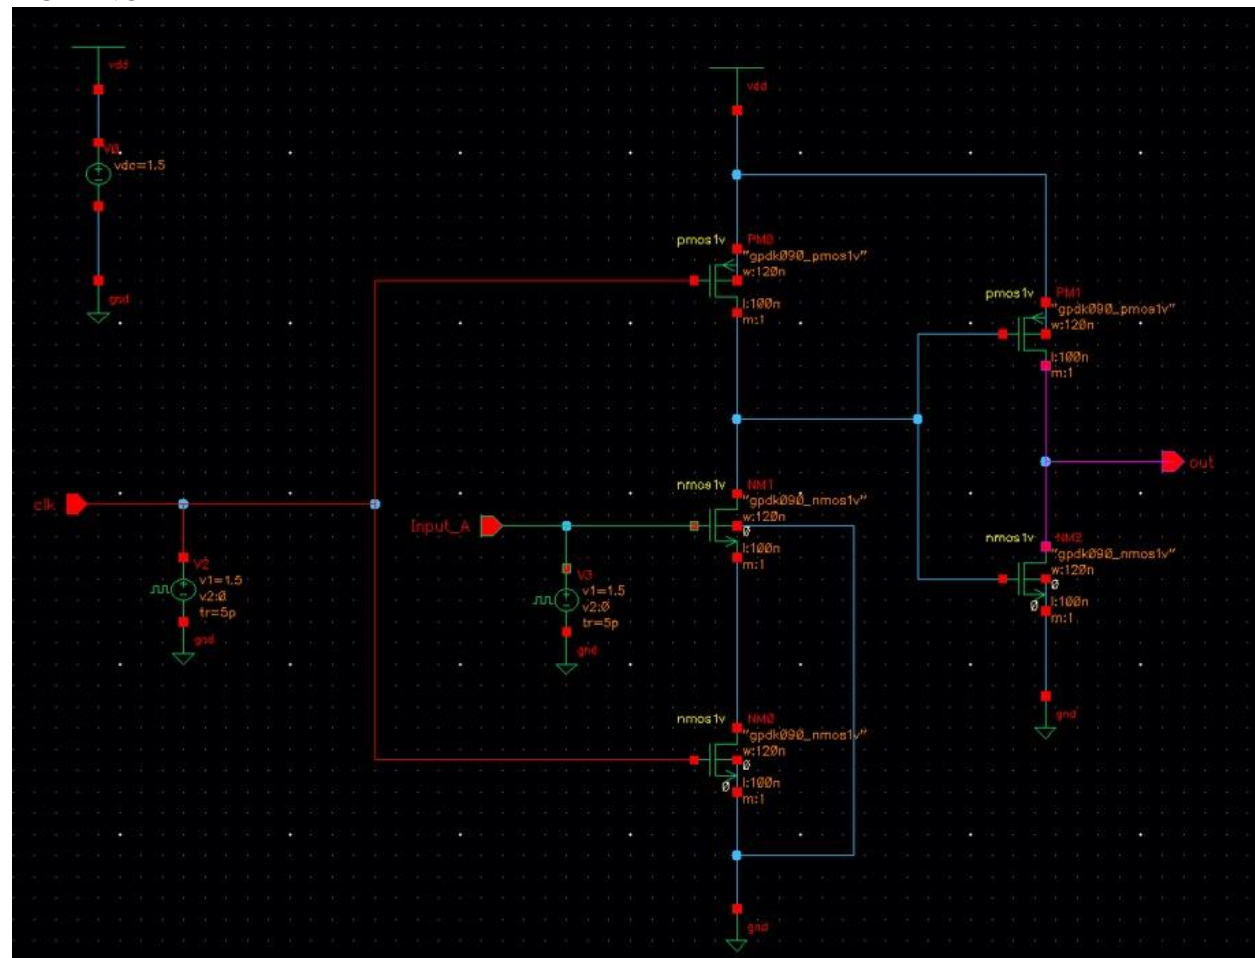 vdd
V0
vdc=1.5
gnd
vdd
pmos1v
PM0
"gpdk090_pmos1v"
w:120n
l:100n
m:1
pmos1v
PM1
"gpdk090_pmos1v"
w:120n
l:100n
m:1
clk
V2
v1=1.5
v2:0
tr=5p
gnd
Input_A
V3
v1=1.5
v2:0
tr=5p
gnd
nmos1v
NM1
"gpdk090_nmos1v"
w:120n
0
l:100n
m:1
out
nmos1v
NM2
"gpdk090_nmos1v"
w:120n
0
0
l:100n
m:1
gnd
nmos1v
NM0
"gpdk090_nmos1v"
w:120n
0
0
l:100n
m:1
gnd